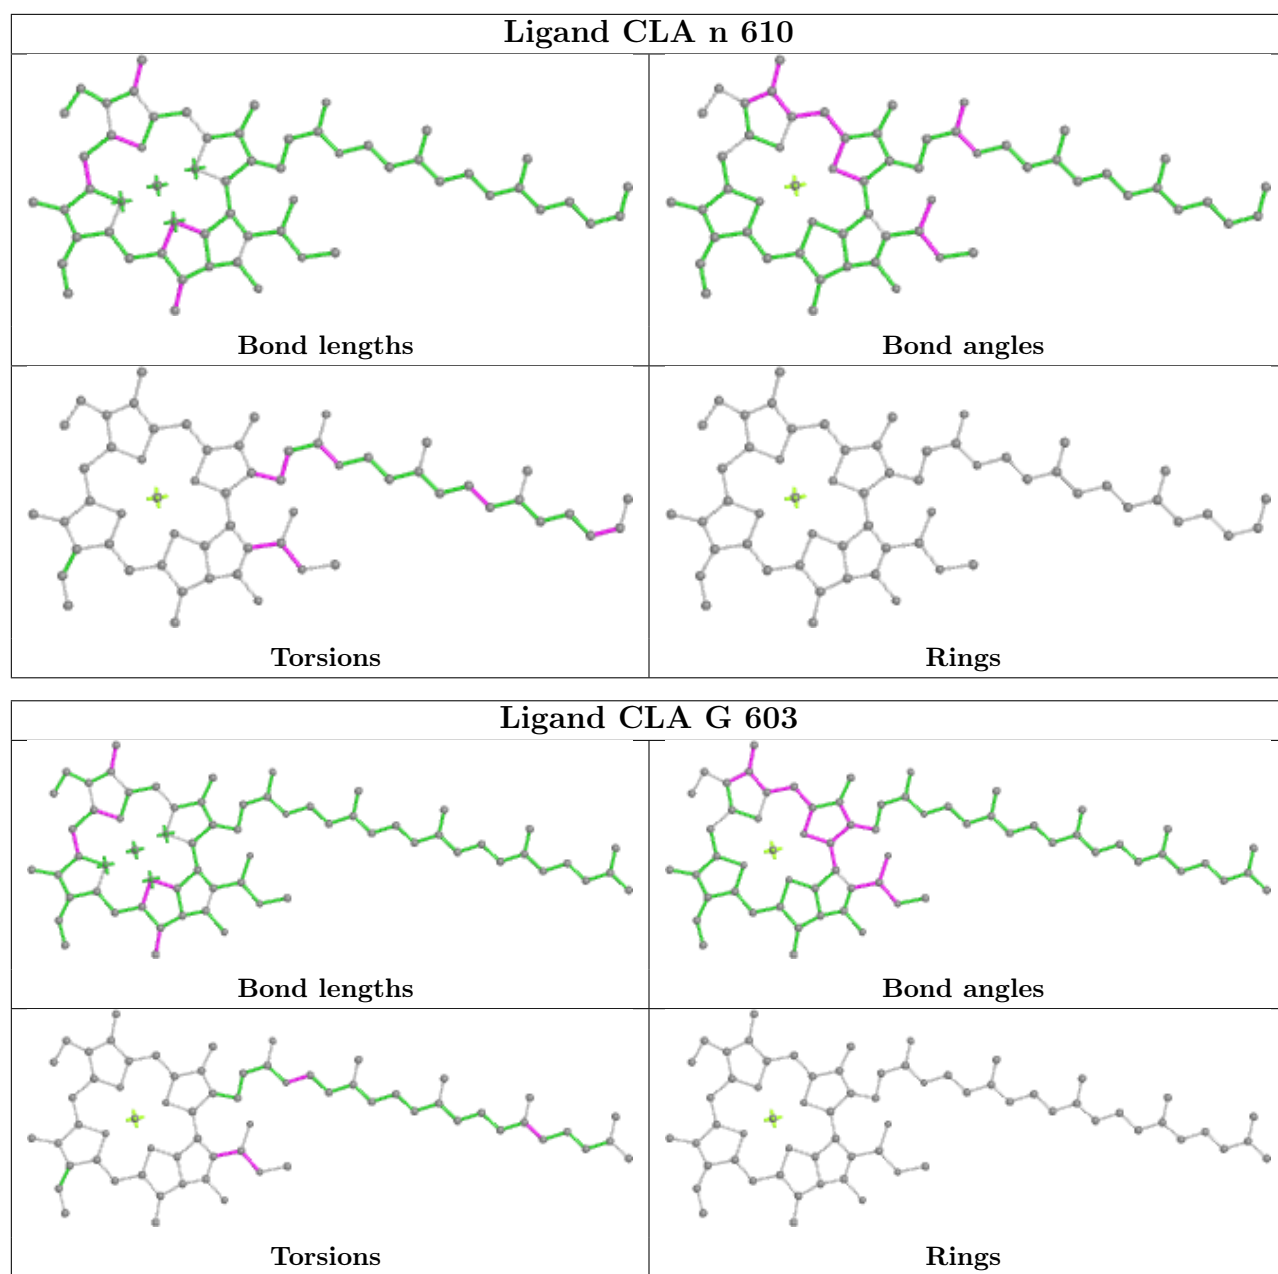 Ligand CLA n 610
Bond lengths
Bond angles
Torsions
Rings
Ligand CLA G 603
Bond lengths
Bond angles
Torsions
Rings